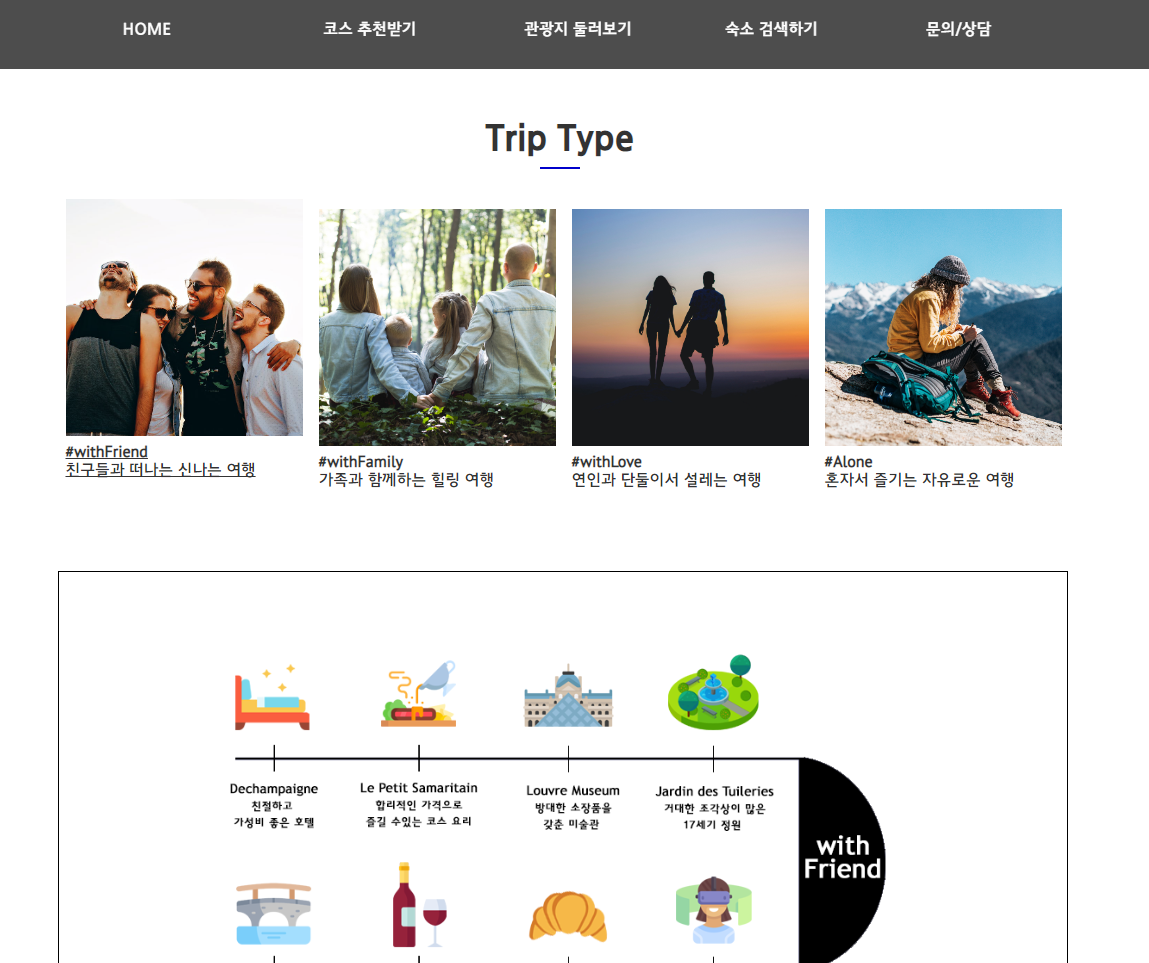 HOME
코스 추천받기
관광지 둘러보기
숙소 검색하기
문의/상담
Trip Type
#withFriend
친구들과 떠나는 신나는 여행
#withFamily
가족과 함께하는 힐링 여행
#withLove
연인과 단둘이서 설레는 여행
#Alone
혼자서 즐기는 자유로운 여행
Dechampaigne
친절하고
가성비 좋은 호텔
Le Petit Samaritain
합리적인 가격으로
즐길 수있는 코스 요리
Louvre Museum
방대한 소장품을
갖춘 미술관
Jardin des Tuileries
거대한 조각상이 많은
17세기 정원
with
Friend